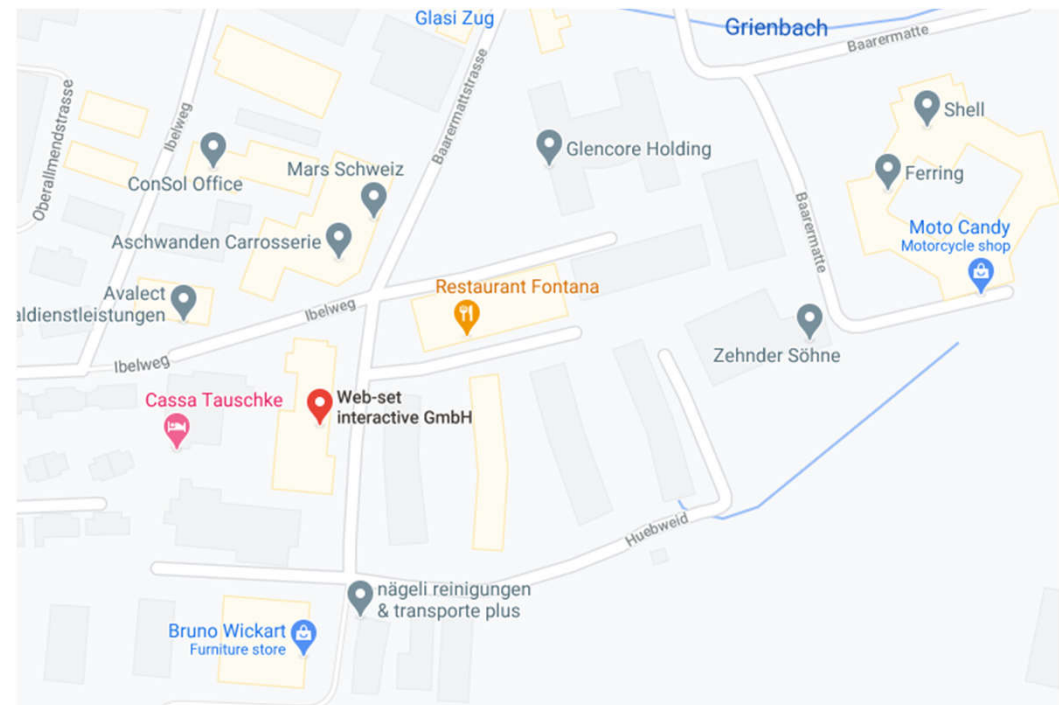 Glasi Zug
Grienbach
Baarermatte
Oberallmendstrasse
Ibelweg
Baarermattstrasse
Shell
Glencore Holding
ConSol Office
Mars Schweiz
Ferring
Baarermatte
Aschwanden Carrosserie
Moto Candy
Motorcycle shop
Avalect
aldienstleistungen
Ibelweg
Restaurant Fontana
Zehnder Söhne
Ibelweg
Cassa Tauschke
Web-set
interactive GmbH
Huebweid
nägeli reinigungen
& transporte plus
Bruno Wickart
Furniture store